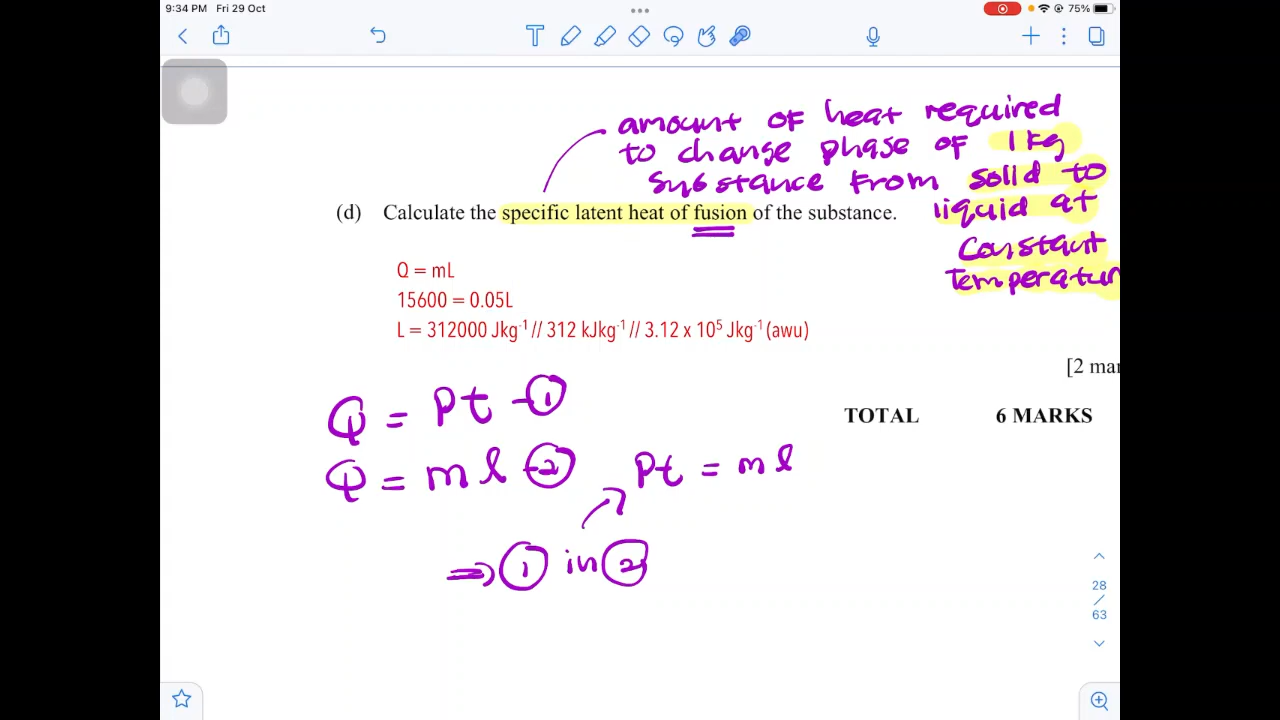 9:34 PM Fri 29 Oct
75%
amount of heat required
to change phase of 1kg
substance from solid to
liquid at
constant
temperatur
(d) Calculate the specific latent heat of fusion of the substance.
Q = mL
15600 = 0.05L
L = 312000 Jkg⁻¹ // 312 kJkg⁻¹ // 3.12 x 10⁵ Jkg⁻¹ (awu)
[2 mar
TOTAL 6 MARKS
Q = Pt - ①
Q = ml - ②
Pt = ml
⇒ ① in ②
28
/
63